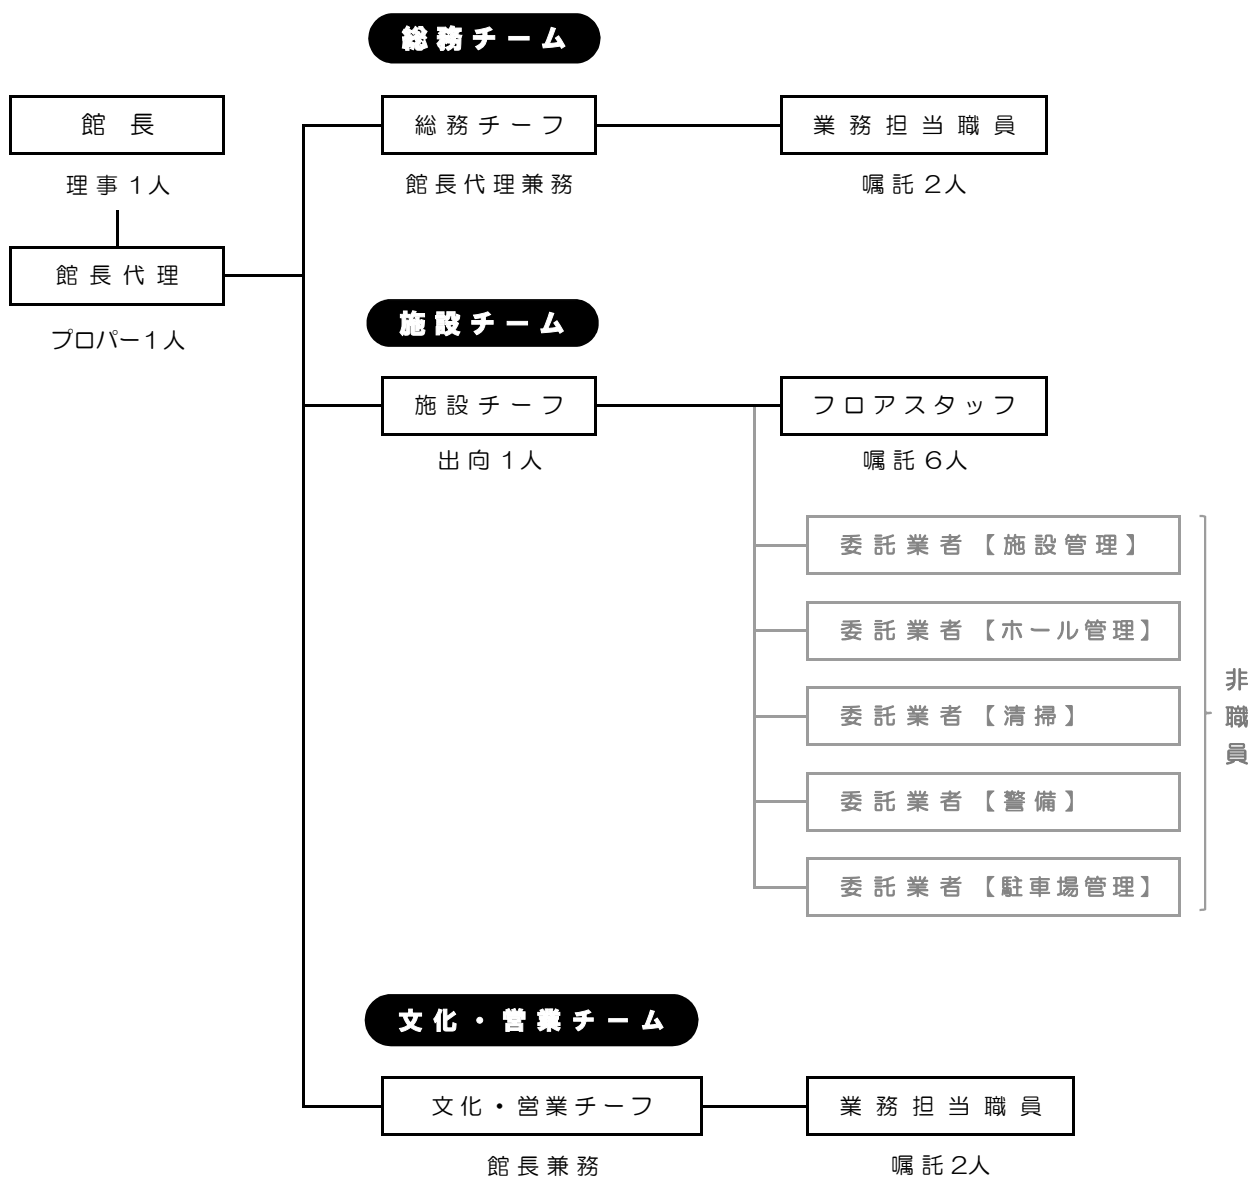 総務チーム
館長
理事1人
館長代理
プロパー1人
総務チーフ
館長代理兼務
業務担当職員
嘱託2人
施設チーム
施設チーフ
出向1人
フロアスタッフ
嘱託6人
委託業者【施設管理】
委託業者【ホール管理】
委託業者【清掃】
委託業者【警備】
委託業者【駐車場管理】
非職員
文化・営業チーム
文化・営業チーフ
館長兼務
業務担当職員
嘱託2人